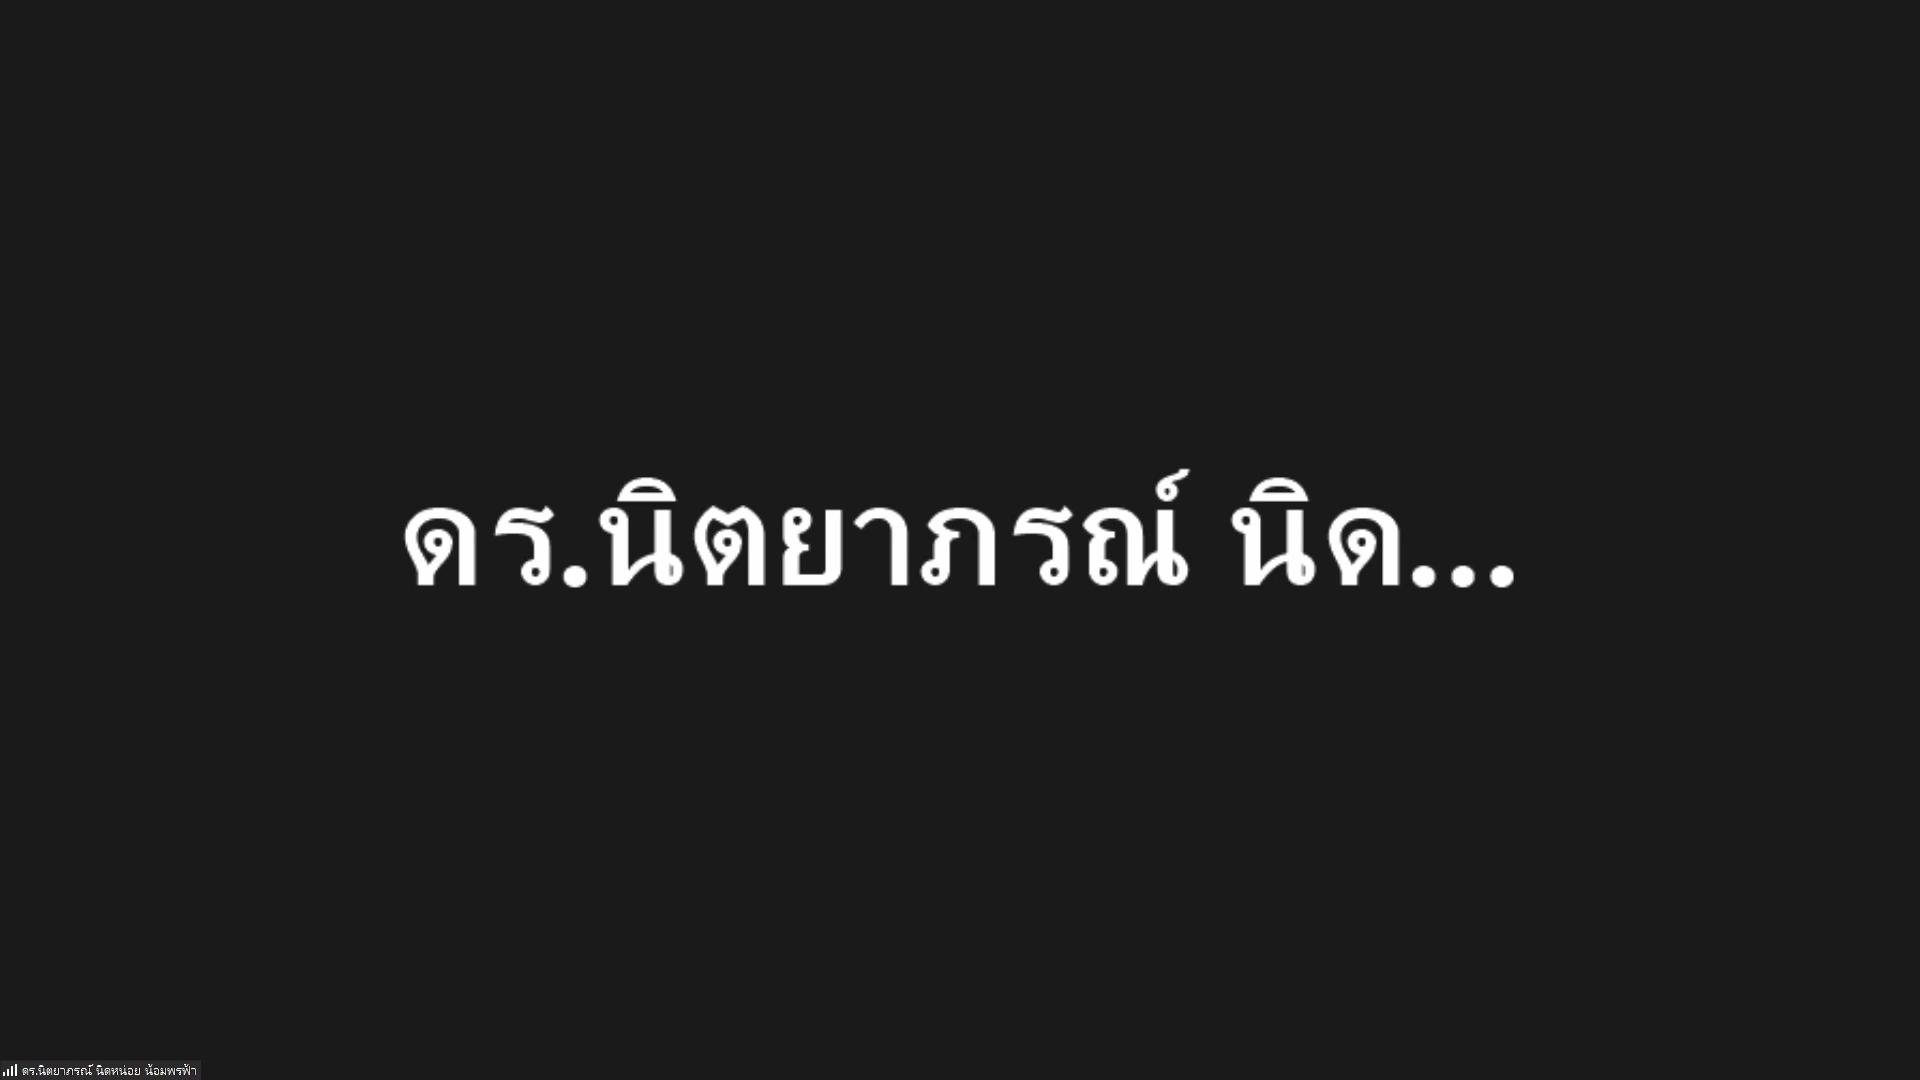 ดร.นิตยาภรณ์ นิด...
ดร.นิตยาภรณ์ นิดหน่อย น้อมพรฟ้า